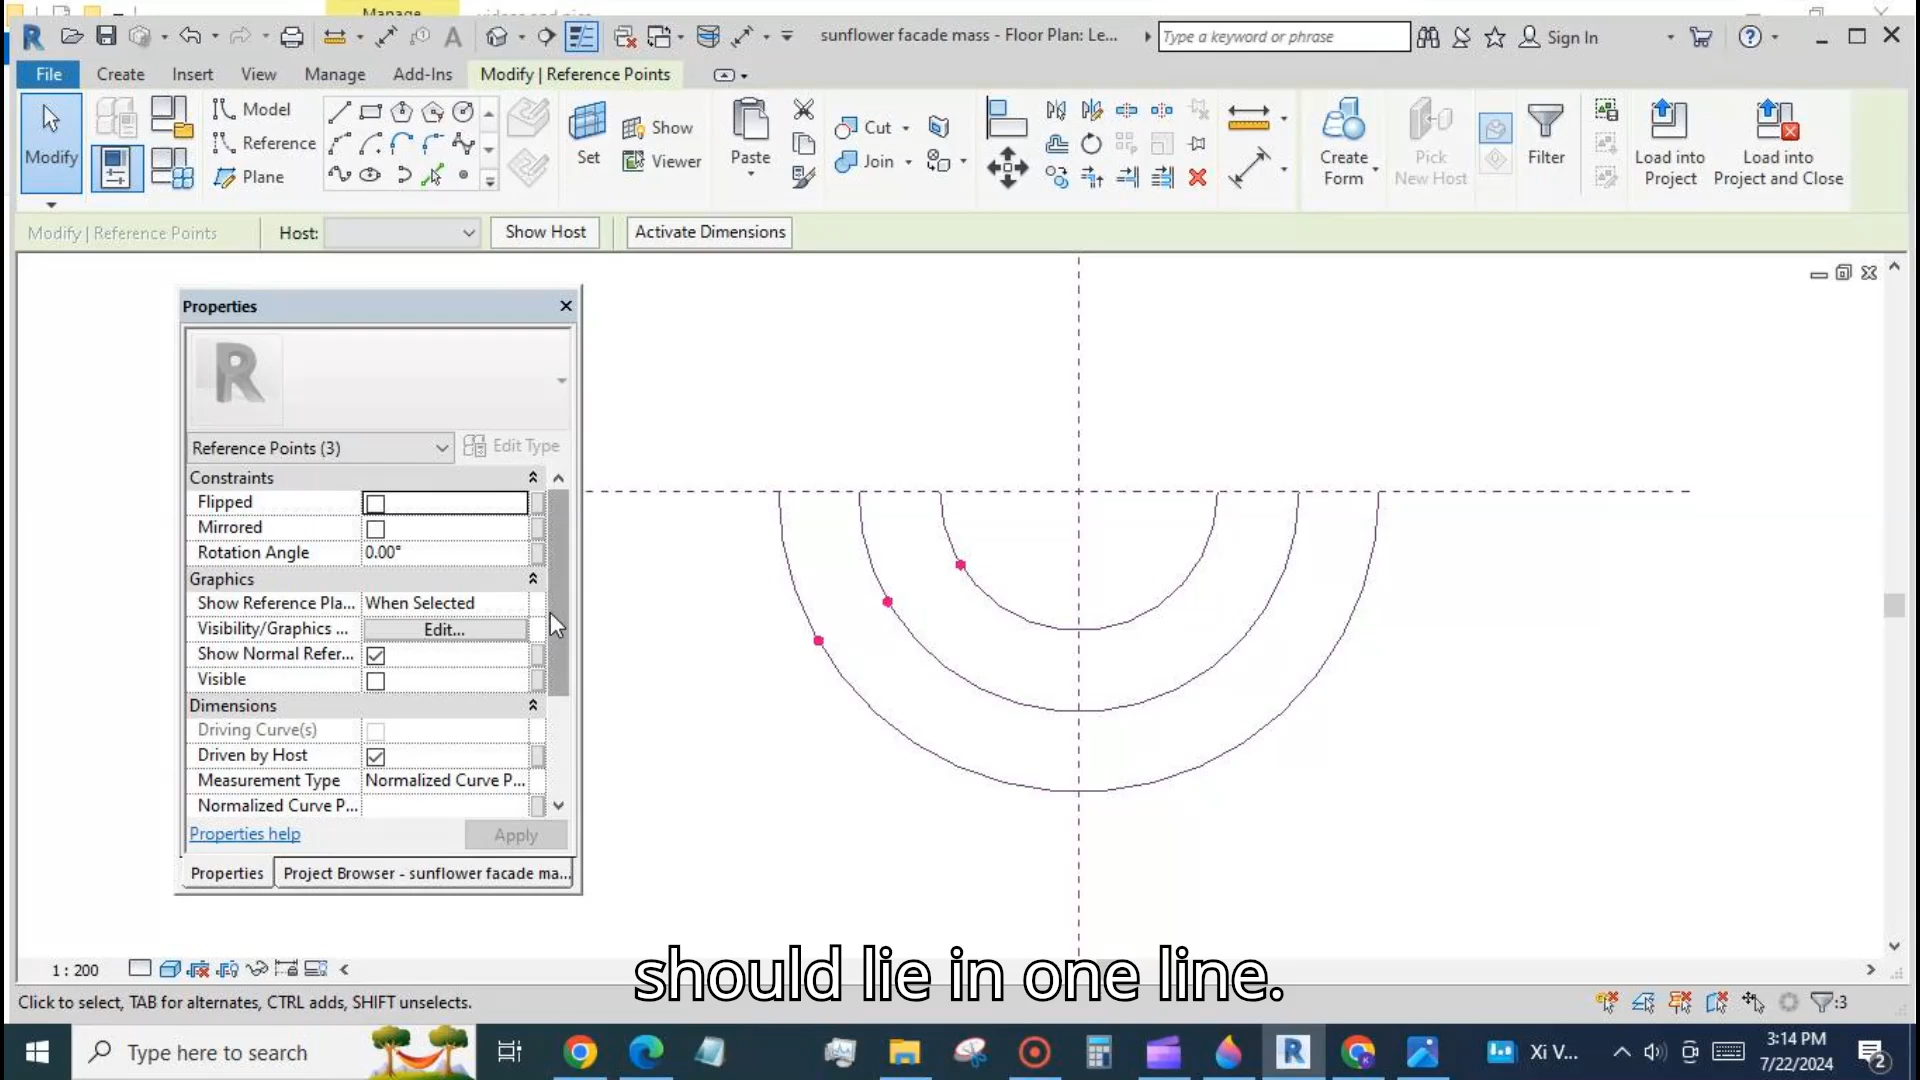 Manage
sunflower facade mass - Floor Plan: Le...
Type a keyword or phrase
Sign In
File
Create
Insert
View
Manage
Add-Ins
Modify | Reference Points
Modify
Model
Reference
Plane
Set
Show
Viewer
Paste
Cut
Join
Create Form
Pick New Host
Filter
Load into Project
Load into Project and Close
Modify | Reference Points
Host:
Show Host
Activate Dimensions
Properties
Reference Points (3)
Edit Type
Constraints
Flipped
Mirrored
Rotation Angle 0.00°
Graphics
Show Reference Pla... When Selected
Visibility/Graphics ... Edit...
Show Normal Refer...
Visible
Dimensions
Driving Curve(s)
Driven by Host
Measurement Type Normalized Curve P...
Normalized Curve P...
Properties help
Apply
Properties
Project Browser - sunflower facade ma...
1 : 200
should lie in one line.
Click to select, TAB for alternates, CTRL adds, SHIFT unselects.
:3
Type here to search
Xi V...
3:14 PM
7/22/2024
2